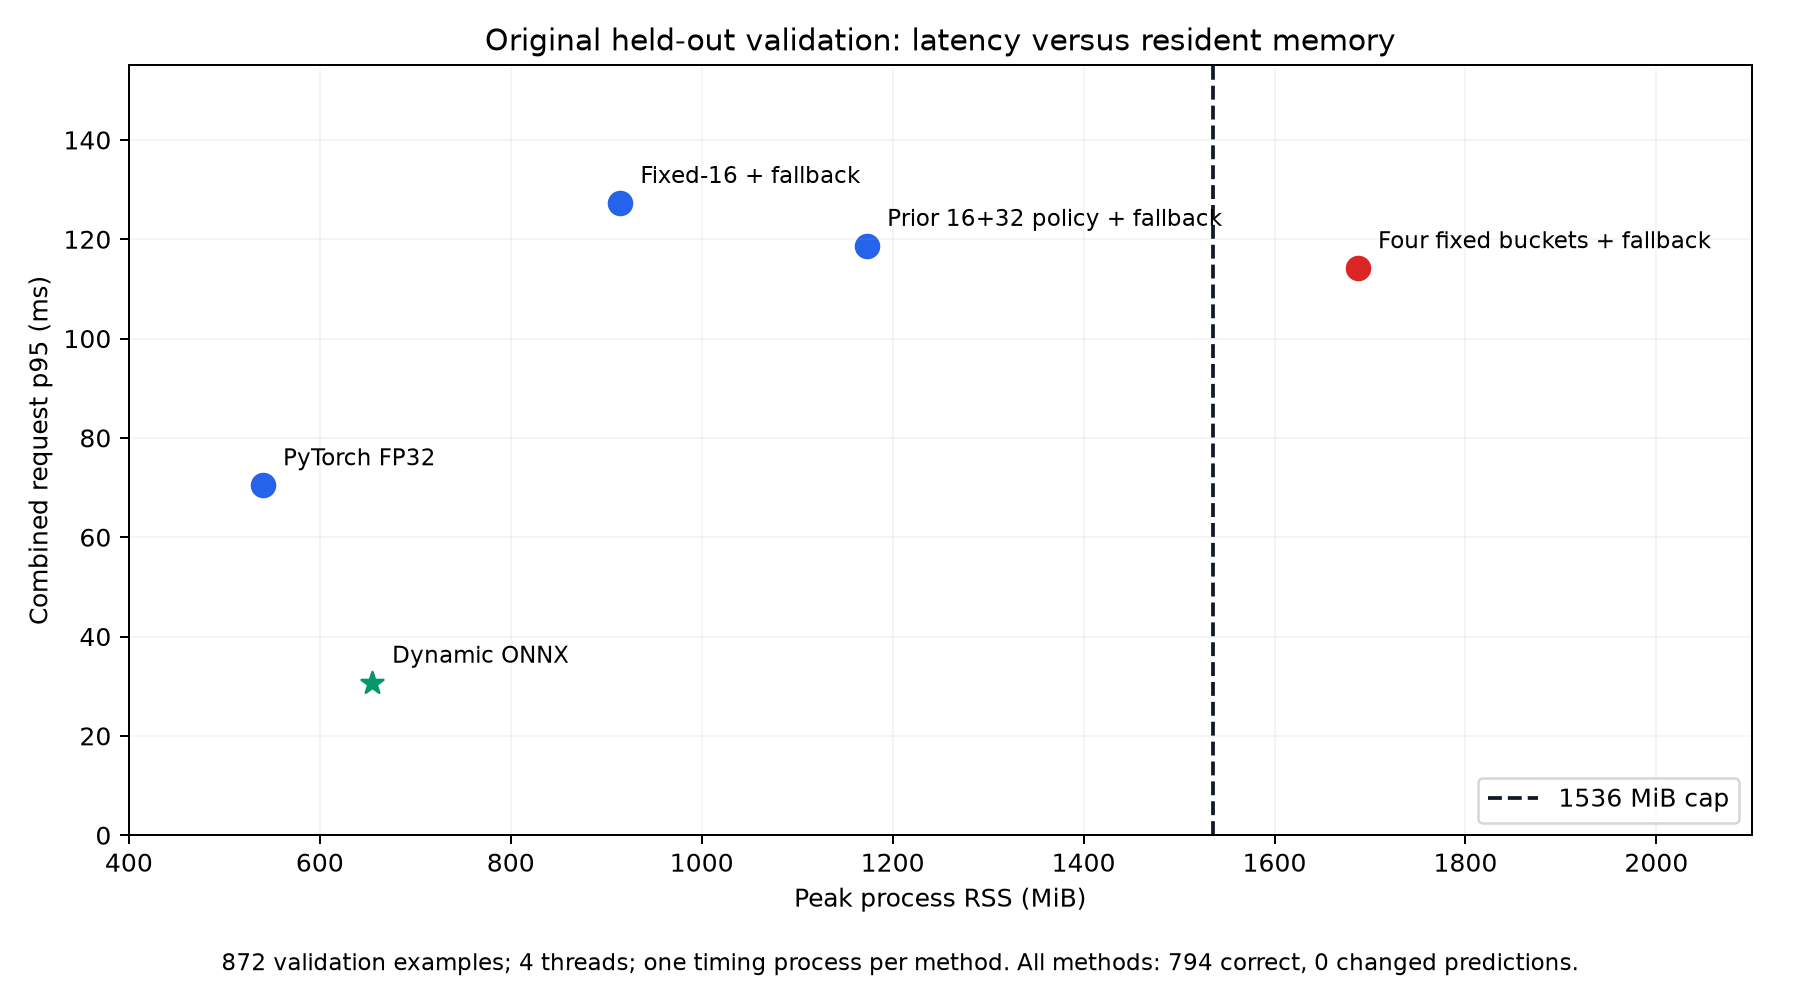 Original held-out validation: latency versus resident memory
Combined request p95 (ms)
140
120
100
80
60
40
20
0
Fixed-16 + fallback
Prior 16+32 policy + fallback
Four fixed buckets + fallback
PyTorch FP32
Dynamic ONNX
1536 MiB cap
400 600 800 1000 1200 1400 1600 1800 2000
Peak process RSS (MiB)
872 validation examples; 4 threads; one timing process per method. All methods: 794 correct, 0 changed predictions.